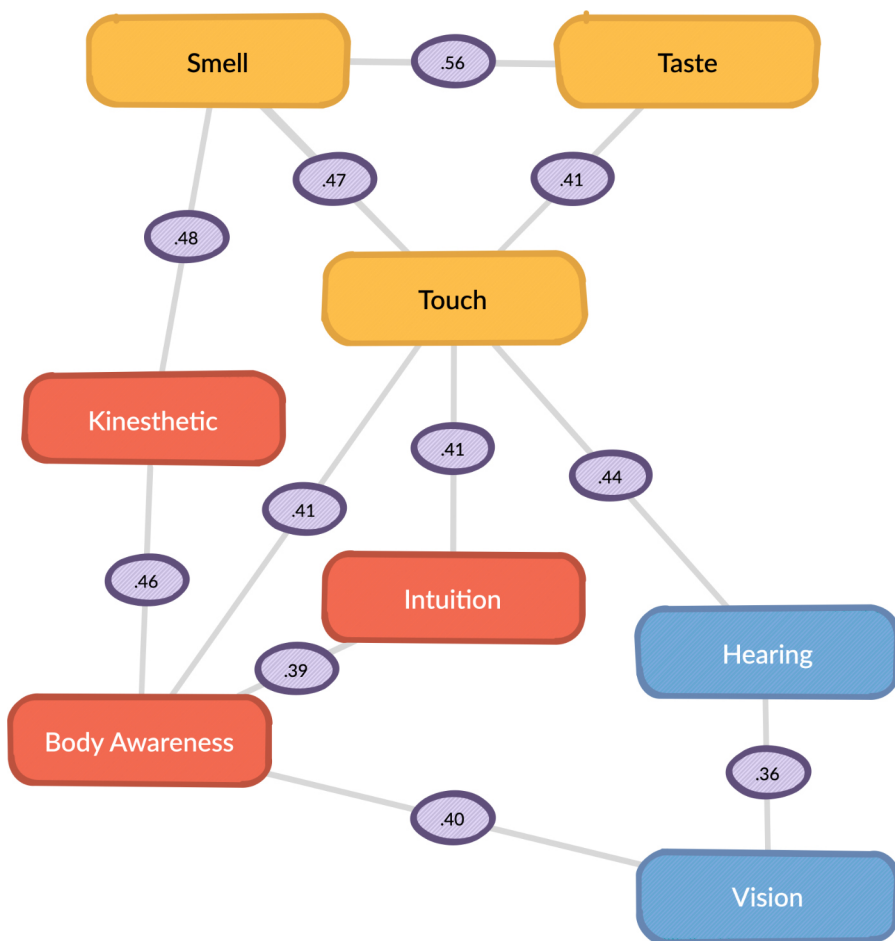 Smell
.56
Taste
.47
.41
.48
Touch
Kinesthetic
.41
.44
.41
.46
Intuition
Hearing
.39
Body Awareness
.36
.40
Vision